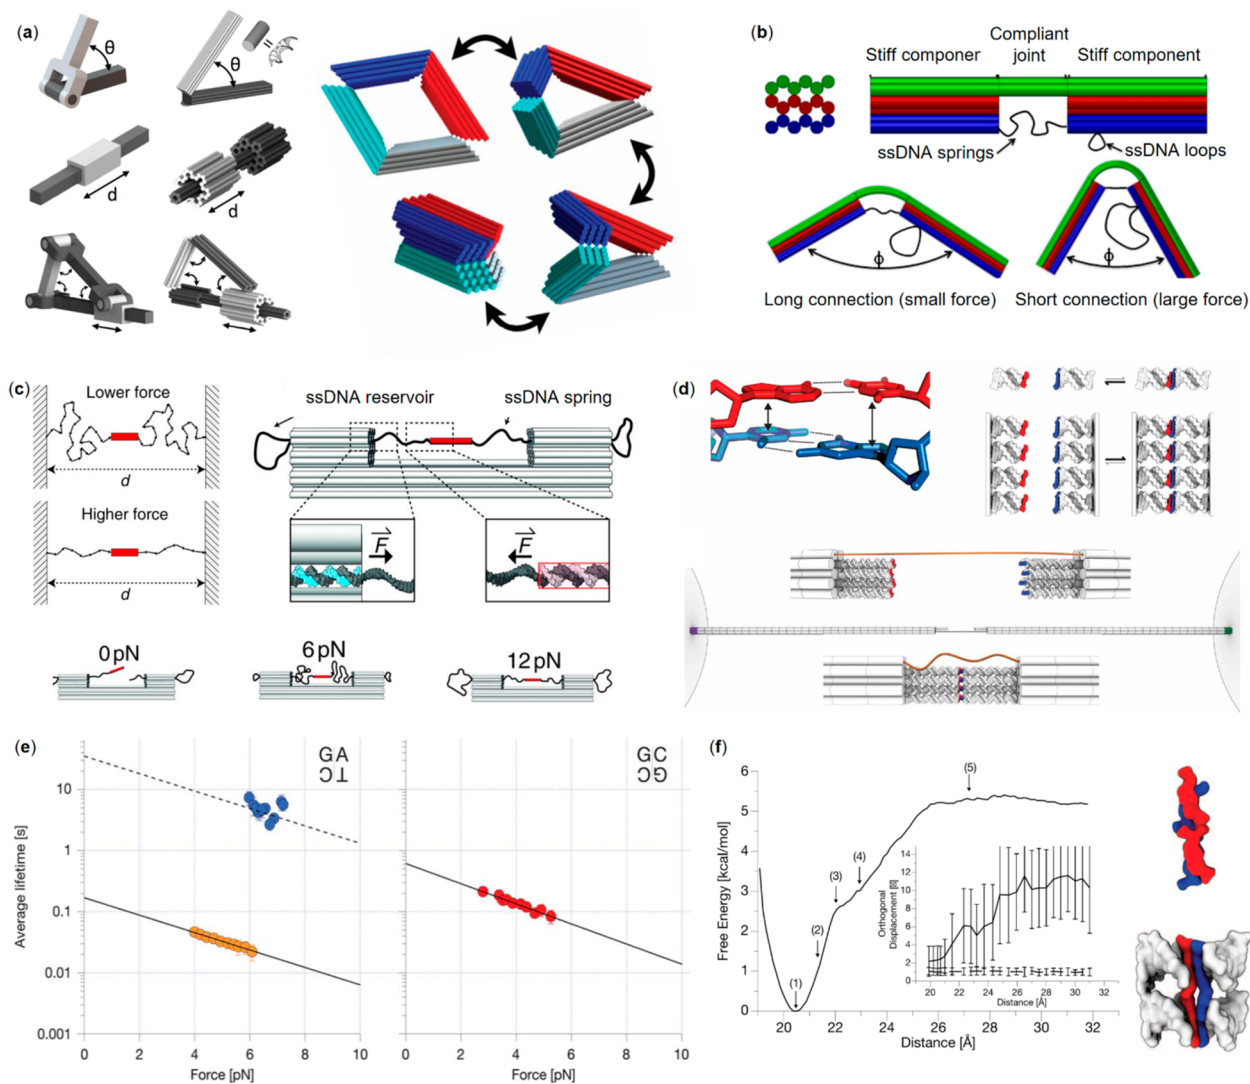 (a)
θ
θ
=
d
d
(b)
Compliant
joint
Stiff componer
Stiff component
ssDNA springs
ssDNA loops
ϕ
ϕ
Long connection (small force)
Short connection (large force)
(c)
Lower force
d
Higher force
d
ssDNA reservoir
ssDNA spring
F
F
0 pN
6 pN
12 pN
(d)
(e)
Average lifetime [s]
10
1
0.1
0.01
0.001
GA
TC
0 2 4 6 8 10
Force [pN]
GC
GC
0 2 4 6 8 10
Force [pN]
(f)
Free Energy [kcal/mol]
6
5
4
3
2
1
0
(1)
(2)
(3)
(4)
(5)
20 22 24 26 28 30 32
Distance [Å]
Orthogonal
Displacement [Å]
14
12
10
8
6
4
2
0
20 22 24 26 28 30 32
Distance [Å]